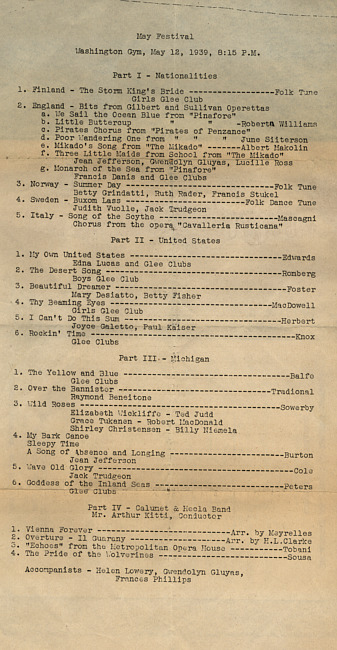 May Festival
Washington Gym, May 12, 1939, 8:15 P.M.
Part I - Nationalities
1. Finland - The Storm King's Bride ----------------Folk Tune
Girls Glee Club
2. England - Bits from Gilbert and Sullivan Operettas
a. We Sail the Ocean Blue from "Pinafore"
b. Little Buttercup " " -Roberta Williams
c. Pirates Chorus from "Pirates of Penzance"
d. Poor Wandering One from " " " June Siiterson
e. Mikado's Song from "The Mikado" ------Albert Makolin
f. Three Little Maids from School from "The Mikado"
Jean Jefferson, Gwendolyn Gluyas, Lucille Ross
g. Monarch of the Sea from "Pinafore"
Francis Danis and Glee Clubs
3. Norway - Summer Day ----------------------------Folk Tune
Betty Grindatti, Ruth Rader, Francis Stukel
4. Sweden - Buxom Lass ----------------------Folk Dance Tune
Judith Vuolle, Jack Trudgeon
5. Italy - Song of the Scythe ----------------------Mascagni
Chorus from the opera "Cavalleria Rusticana"
Part II - United States
1. My Own United States -----------------------------Edwards
Edna Lucas and Glee Clubs
2. The Desert Song ----------------------------------Romberg
Boys Glee Club
3. Beautiful Dreamer ---------------------------------Foster
Mary Desiatto, Betty Fisher
4. Thy Beaming Eyes -------------------------------MacDowell
Girls Glee Club
5. I Can't Do This Sum -------------------------------Herbert
Joyce Galetto, Paul Kaiser
6. Rockin' Time ----------------------------------------Knox
Glee Clubs
Part III - Michigan
1. The Yellow and Blue --------------------------------Balfe
Glee Clubs
2. Over the Bannister -----------------------------Tradional
Raymond Beneitone
3. Wild Roses ---------------------------------------Sowerby
Elizabeth Wickliffe - Ted Judd
Grace Tukanen - Robert MacDonald
Shirley Christensen - Billy Niemela
4. My Bark Canoe
Sleepy Time
A Song of Absence and Longing ---------------------Burton
Jean Jefferson
5. Wave Old Glory ---------------------------------------Cole
Jack Trudgeon
6. Goddess of the Inland Seas -------------------------Peters
Glee Clubs
Part IV - Calumet & Hecla Band
Mr. Arthur Kitti, Conductor
1. Vienna Forever -------------------------Arr. by Mayrelles
2. Overture - Il Guarany -------------------Arr. by H.L.Clarke
3. "Echoes" from the Metropolitan Opera House --------Tobani
4. The Pride of the Wolverines -------------------------Sousa
Accompanists - Helen Lowery, Gwendolyn Gluyas,
Frances Phillips